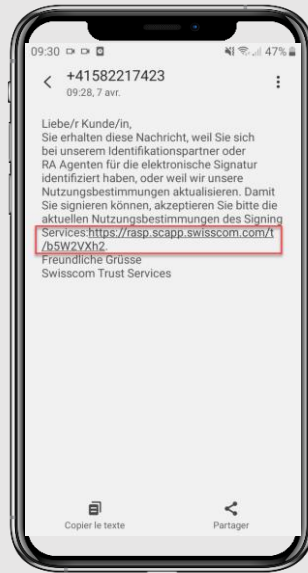 09:30
47%
+41582217423
09:28, 7 avr.
Liebe/r Kunde/in,
Sie erhalten diese Nachricht, weil Sie sich
bei unserem Identifikationspartner oder
RA Agenten für die elektronische Signatur
identifiziert haben, oder weil wir unsere
Nutzungsbestimmungen aktualisieren. Damit
Sie signieren können, akzeptieren Sie bitte die
aktuellen Nutzungsbestimmungen des Signing
Services:https://rasp.scapp.swisscom.com/t
/b5W2VXh2.
Freundliche Grüsse
Swisscom Trust Services
Copier le texte
Partager